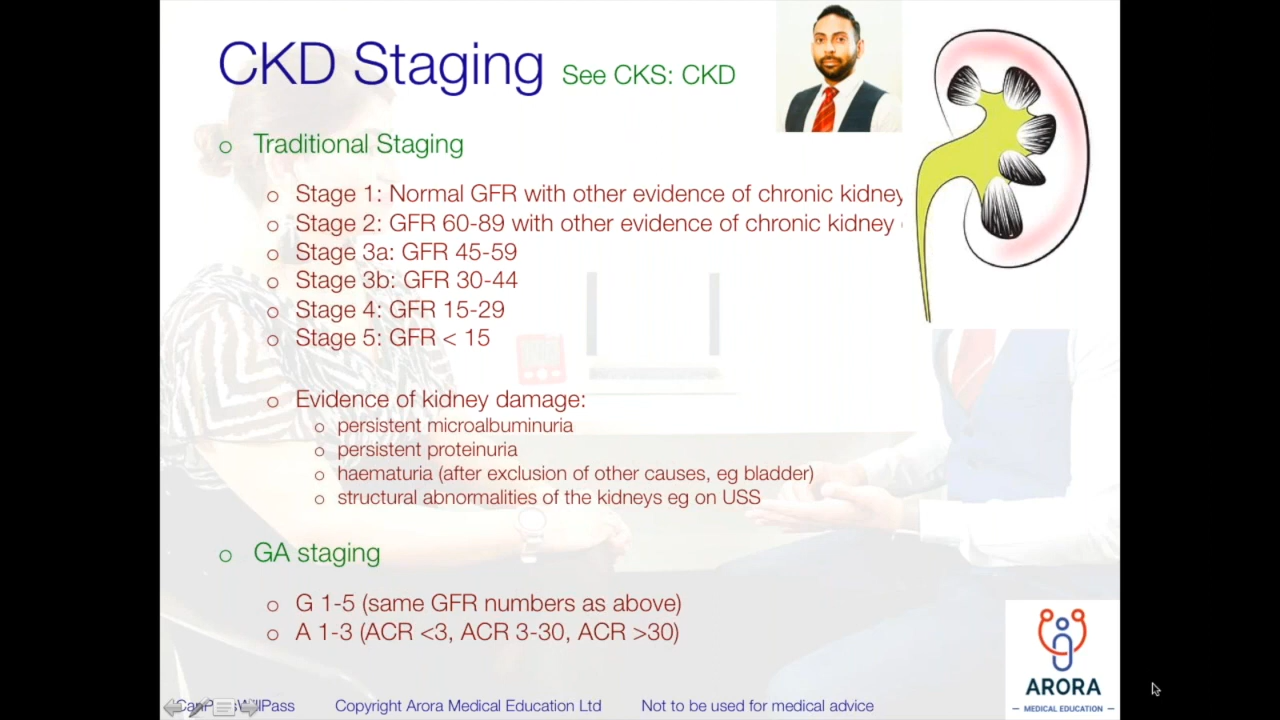 CKD Staging See CKS: CKD
Traditional Staging
Stage 1: Normal GFR with other evidence of chronic kidney
Stage 2: GFR 60-89 with other evidence of chronic kidney
Stage 3a: GFR 45-59
Stage 3b: GFR 30-44
Stage 4: GFR 15-29
Stage 5: GFR < 15
Evidence of kidney damage:
persistent microalbuminuria
persistent proteinuria
haematuria (after exclusion of other causes, eg bladder)
structural abnormalities of the kidneys eg on USS
GA staging
G 1-5 (same GFR numbers as above)
A 1-3 (ACR <3, ACR 3-30, ACR >30)
ARORA
MEDICAL EDUCATION
Copyright Arora Medical Education Ltd
Not to be used for medical advice